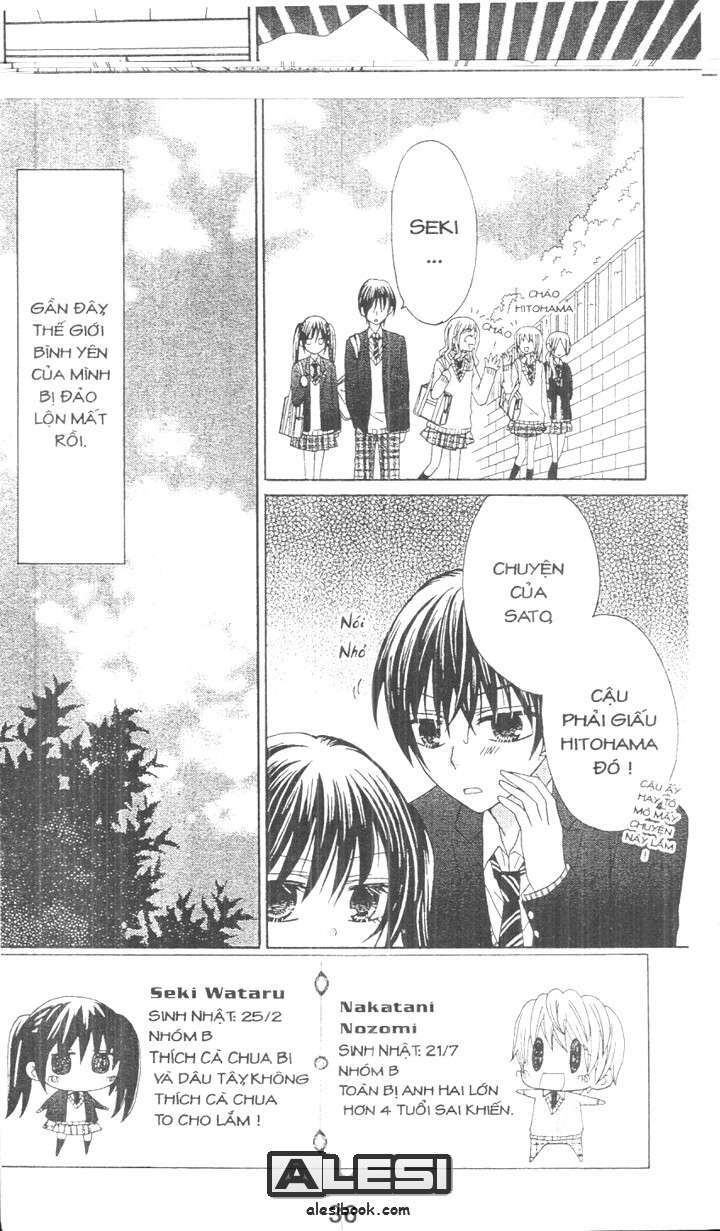 SEKI
...
CHÀO
CHÀO
HITOHAMA
GẦN ĐÂY,
THẾ GIỚI
BÌNH YÊN
CỦA MÌNH
BỊ ĐẢO
LỘN MẤT
RỒI.
CHUYỆN
CỦA
SATO,
CẬU
PHẢI GIẤU
HITOHAMA
ĐÓ !
Nói
Nhỏ
CẬU ẤY
HAY TÒ
MÒ MẤY
CHUYỆN
NÀY LẮM
!
Seki Wataru
SINH NHẬT: 25/2
NHÓM B
THÍCH CÀ CHUA BI
VÀ DÂU TÂY, KHÔNG
THÍCH CÀ CHUA
TO CHO LẮM !
Nakatani
Nozomi
SINH NHẬT: 21/7
NHÓM B
TOÀN BỊ ANH HAI LỚN
HƠN 4 TUỔI SAI KHIẾN.
ALESI
alesibook.com